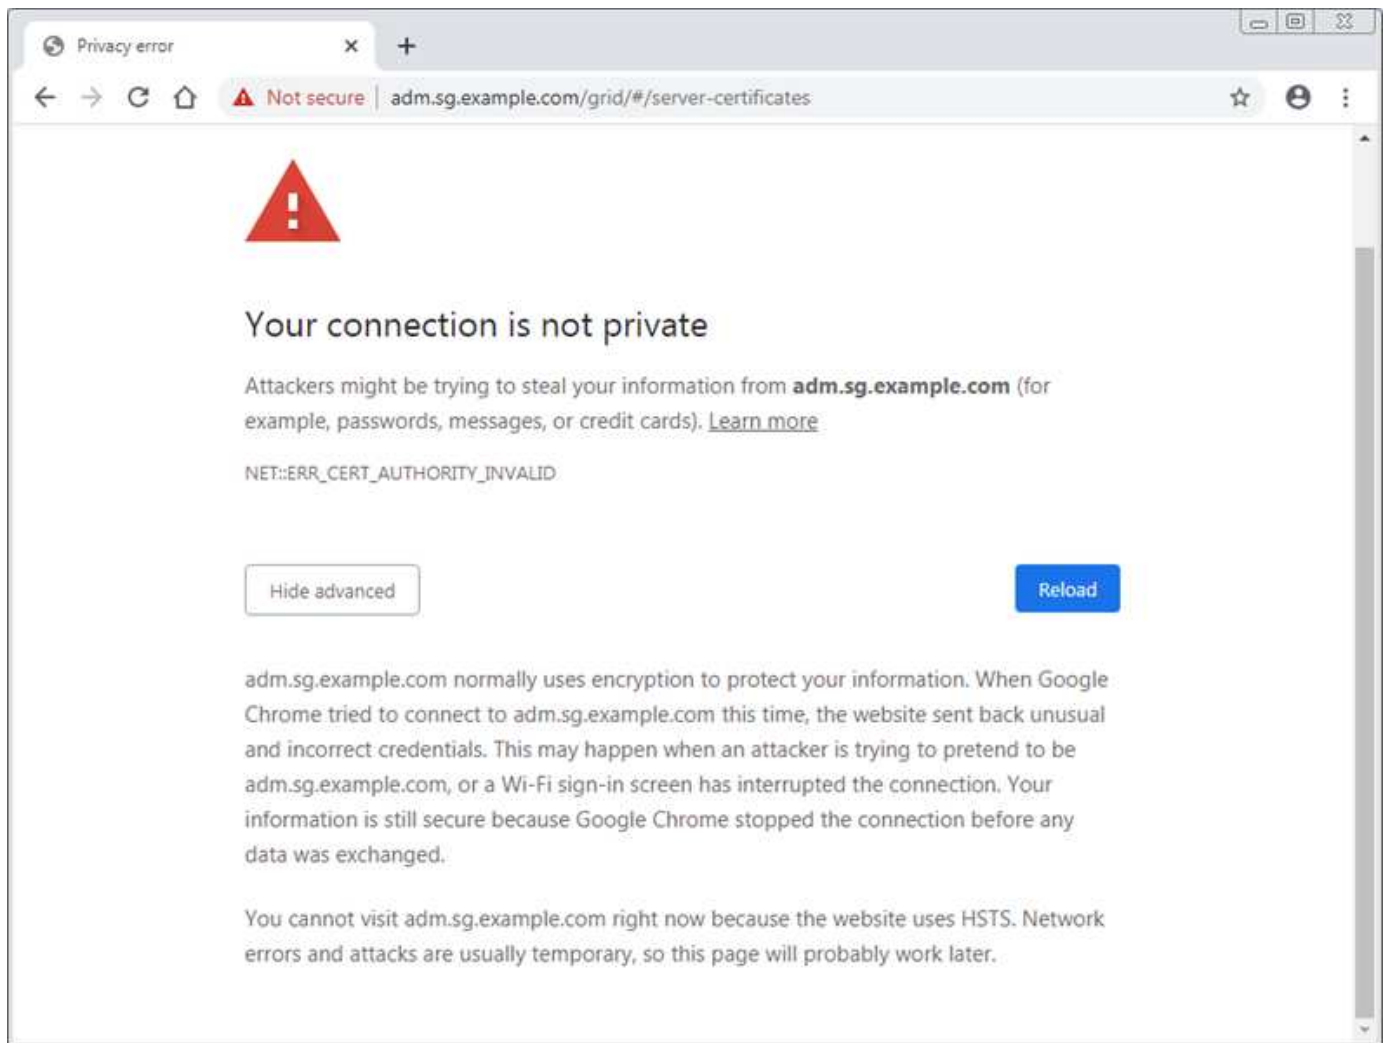 Privacy error
Not secure adm.sg.example.com/grid/#/server-certificates
Your connection is not private
Attackers might be trying to steal your information from adm.sg.example.com (for
example, passwords, messages, or credit cards). Learn more
NET::ERR_CERT_AUTHORITY_INVALID
Hide advanced
Reload
adm.sg.example.com normally uses encryption to protect your information. When Google
Chrome tried to connect to adm.sg.example.com this time, the website sent back unusual
and incorrect credentials. This may happen when an attacker is trying to pretend to be
adm.sg.example.com, or a Wi-Fi sign-in screen has interrupted the connection. Your
information is still secure because Google Chrome stopped the connection before any
data was exchanged.
You cannot visit adm.sg.example.com right now because the website uses HSTS. Network
errors and attacks are usually temporary, so this page will probably work later.